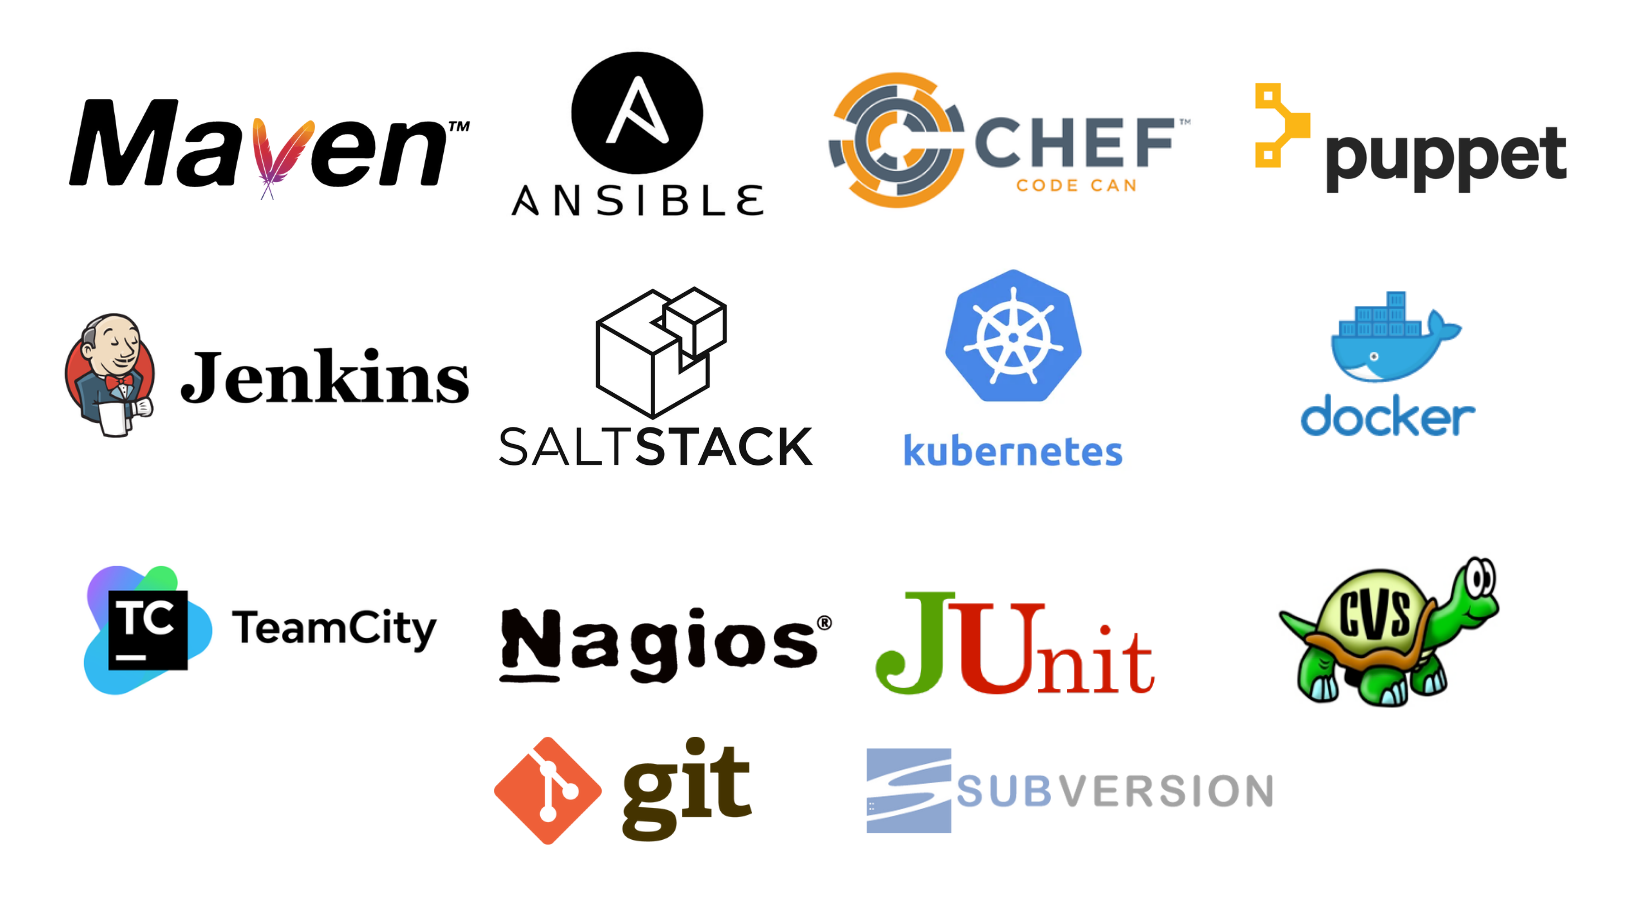 Maven™
ANSIBLE
CHEF™
CODE CAN
puppet
Jenkins
SALTSTACK
kubernetes
docker
TC
TeamCity
Nagios®
JUnit
CVS
git
SUBVERSION